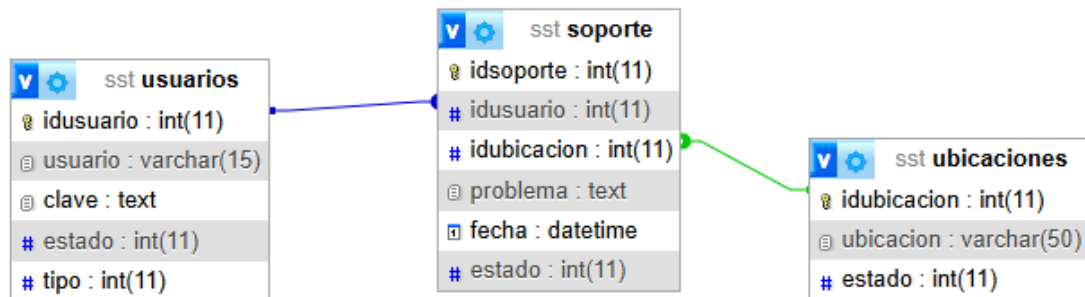 v sst usuarios
idusuario : int(11)
usuario : varchar(15)
clave : text
# estado : int(11)
# tipo : int(11)
v sst soporte
idsoporte : int(11)
# idusuario : int(11)
# idubicacion : int(11)
problema : text
fecha : datetime
# estado : int(11)
v sst ubicaciones
idubicacion : int(11)
ubicacion : varchar(50)
# estado : int(11)